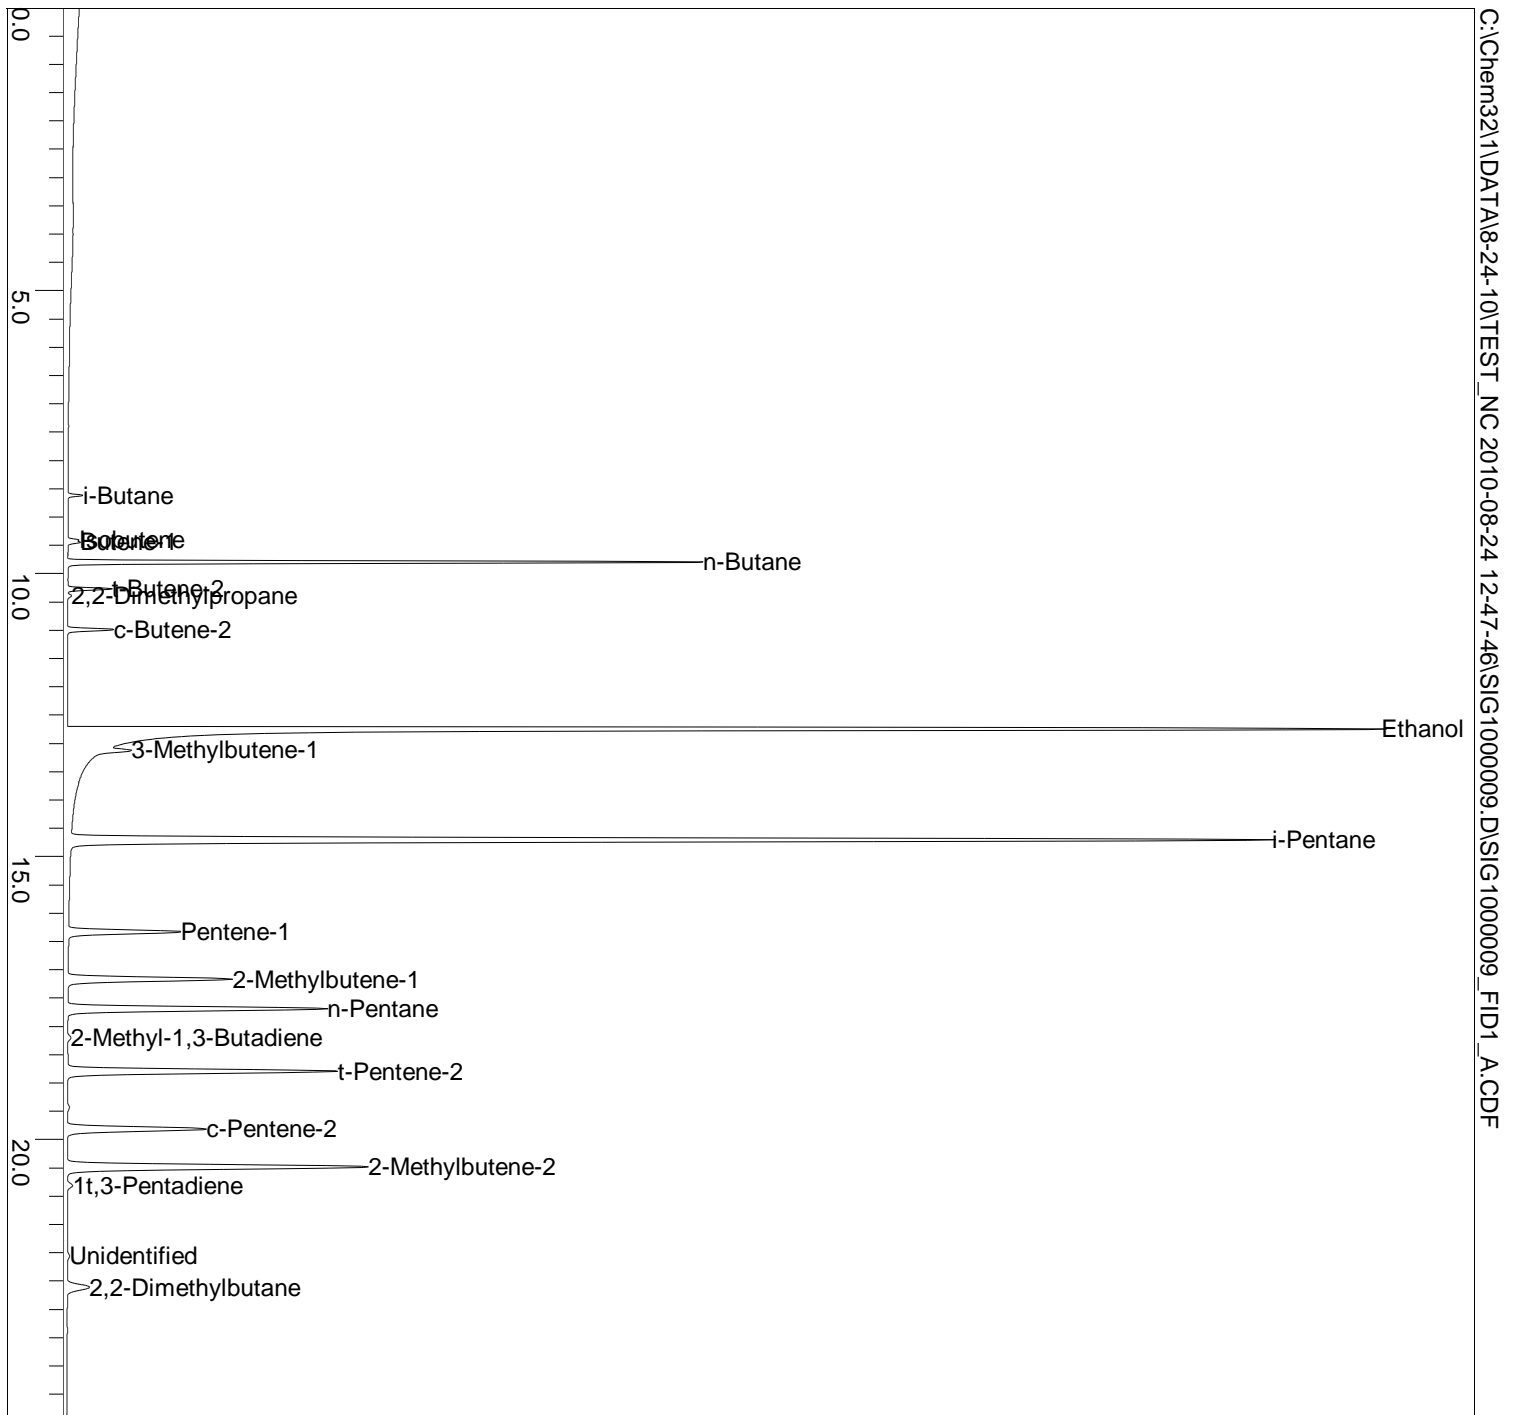 C:\Chem32\1\DATA\8-24-10\TEST_NC 2010-08-24 12-47-46\SIG1000009.D\SIG1000009_FID1_A.CDF
0.0
5.0
i-Butane
Isobutene
Butene-1
n-Butane
10.0
t-Butene-2
2,2-Dimethylpropane
c-Butene-2
Ethanol
3-Methylbutene-1
i-Pentane
15.0
Pentene-1
2-Methylbutene-1
n-Pentane
2-Methyl-1,3-Butadiene
t-Pentene-2
c-Pentene-2
20.0
2-Methylbutene-2
1t,3-Pentadiene
Unidentified
2,2-Dimethylbutane